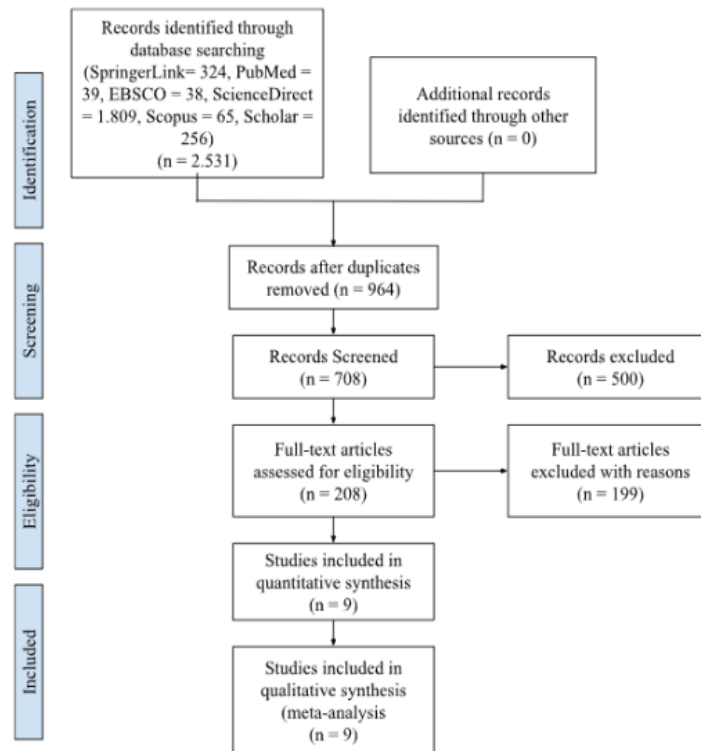 Records identified through
database searching
(SpringerLink= 324, PubMed =
39, EBSCO = 38, ScienceDirect
= 1.809, Scopus = 65, Scholar =
256)
(n = 2.531)
Additional records
identified through other
sources (n = 0)
Identification
Records after duplicates
removed (n = 964)
Screening
Records Screened
(n = 708)
Records excluded
(n = 500)
Eligibility
Full-text articles
assessed for eligibility
(n = 208)
Full-text articles
excluded with reasons
(n = 199)
Studies included in
quantitative synthesis
(n = 9)
Included
Studies included in
qualitative synthesis
(meta-analysis
(n = 9)